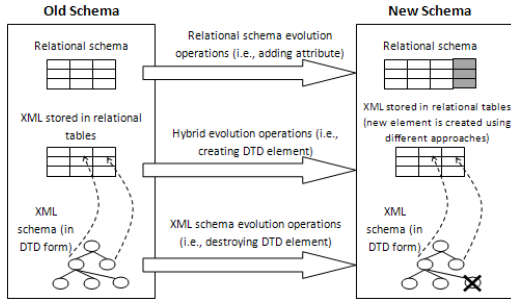 Old Schema
New Schema
Relational schema
Relational schema evolution
operations (i.e., adding attribute)
Relational schema
XML stored in relational
tables
Hybrid evolution operations (i.e.,
creating DTD element)
XML stored in relational tables
(new element is created using
different approaches)
XML
schema (in
DTD form)
XML schema evolution operations
(i.e., destroying DTD element)
XML
schema (in
DTD form)